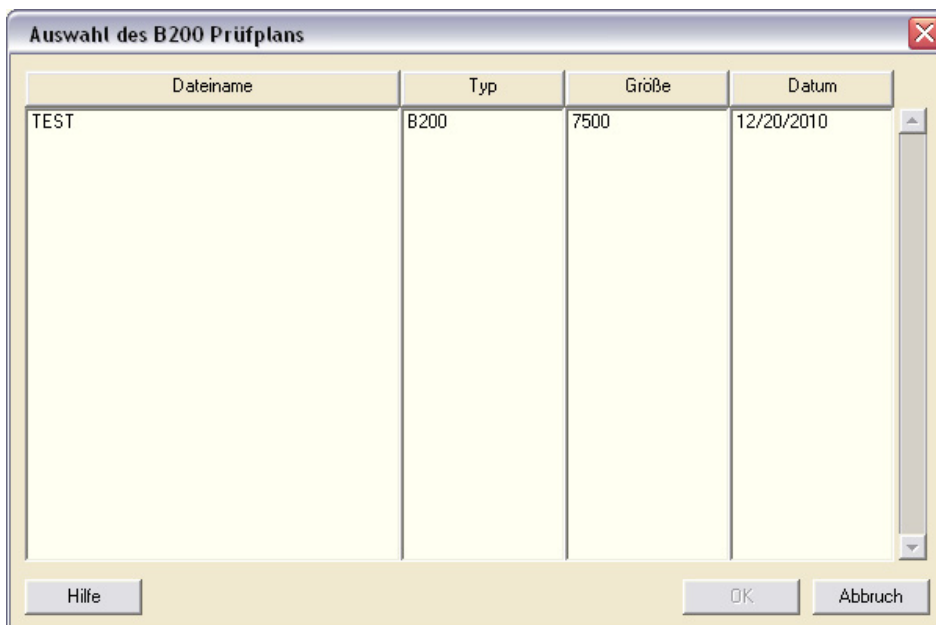 Auswahl des B200 Prüfplans
Dateiname Typ Größe Datum
TEST B200 7500 12/20/2010
Hilfe OK Abbruch